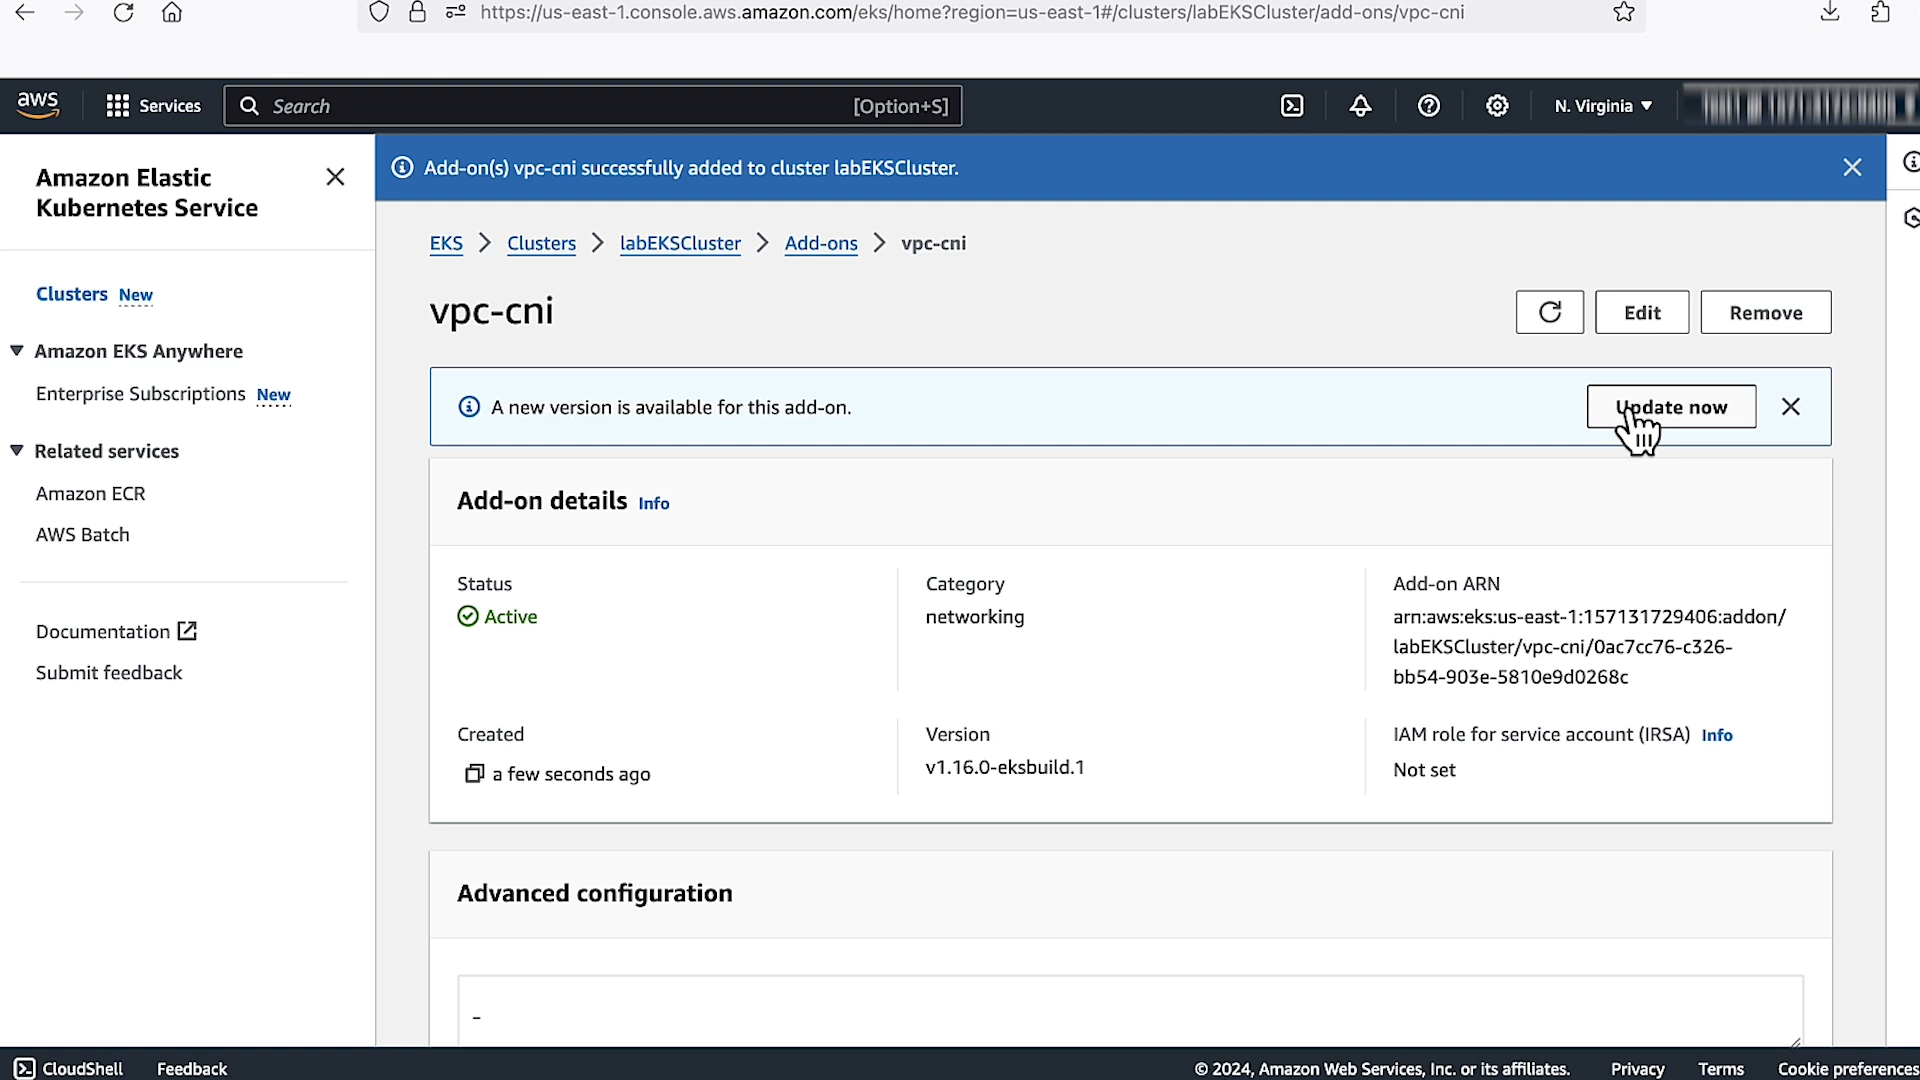 https://us-east-1.console.aws.amazon.com/eks/home?region=us-east-1#/clusters/labEKSCluster/add-ons/vpc-cni
aws
Services
Search
[Option+S]
N. Virginia
Amazon Elastic
Kubernetes Service
Clusters New
Amazon EKS Anywhere
Enterprise Subscriptions New
Related services
Amazon ECR
AWS Batch
Documentation
Submit feedback
Add-on(s) vpc-cni successfully added to cluster labEKSCluster.
EKS > Clusters > labEKSCluster > Add-ons > vpc-cni
vpc-cni
Edit
Remove
A new version is available for this add-on.
Update now
Add-on details Info
Status
Active
Category
networking
Add-on ARN
arn:aws:eks:us-east-1:157131729406:addon/
labEKSCluster/vpc-cni/0ac7cc76-c326-
bb54-903e-5810e9d0268c
Created
a few seconds ago
Version
v1.16.0-eksbuild.1
IAM role for service account (IRSA) Info
Not set
Advanced configuration
-
CloudShell
Feedback
© 2024, Amazon Web Services, Inc. or its affiliates.
Privacy
Terms
Cookie preferences